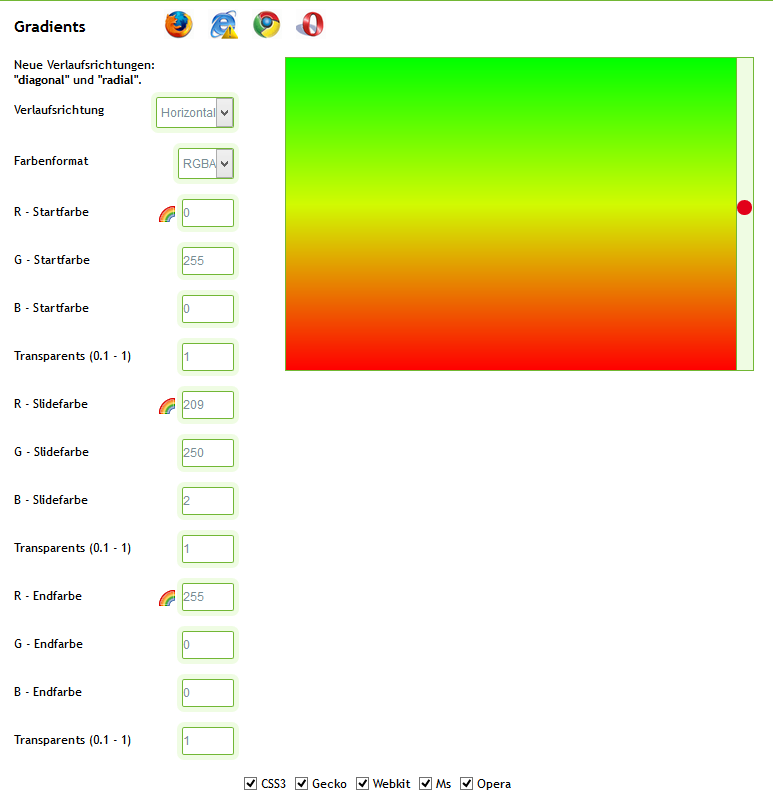 Gradients
Neue Verlaufsrichtungen:
"diagonal" und "radial".
Verlaufsrichtung Horizontal
Farbenformat RGBA
R - Startfarbe 0
G - Startfarbe 255
B - Startfarbe 0
Transparents (0.1 - 1) 1
R - Slidefarbe 209
G - Slidefarbe 250
B - Slidefarbe 2
Transparents (0.1 - 1) 1
R - Endfarbe 255
G - Endfarbe 0
B - Endfarbe 0
Transparents (0.1 - 1) 1
CSS3 Gecko Webkit Ms Opera